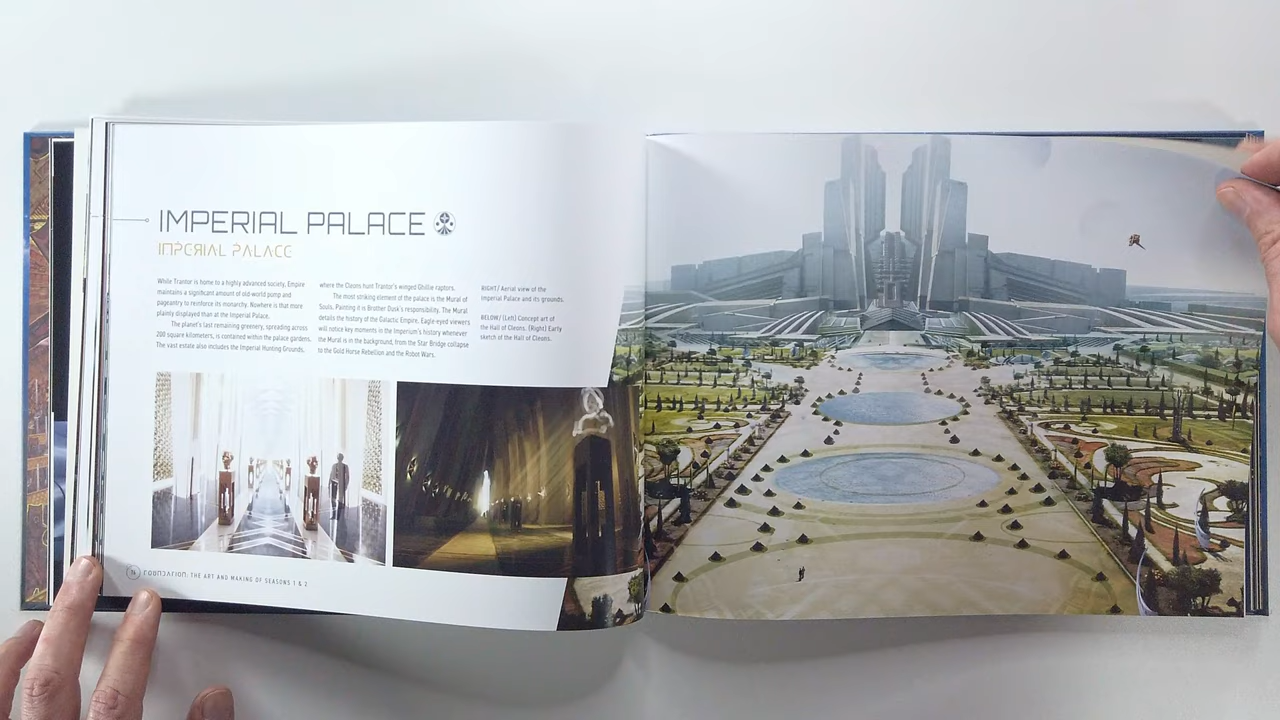 IMPERIAL PALACE
IMPERIAL PALACE
While Trantor is home to a highly advanced society, Empire
maintains a significant amount of old world pump and
pageantry to reinforce its monarchy. Nowhere is that more
plainly displayed than at the Imperial Palace.
The planet's last remaining greenery, spreading across
200 square kilometers, is contained within the palace gardens.
The vast estate also includes the Imperial Hunting Grounds,
where the Cleons hunt Trantor's winged Ghillie raptors.
The most striking element of the palace is the Mural of
Souls. Painting it is Brother Dusk's responsibility. The Mural
details the history of the Galactic Empire. Eagle-eyed viewers
will notice key moments in the Imperium's history whenever
the Mural is in the background, from the Star Bridge collapse
to the Gold Horse Rebellion and the Robot Wars.
RIGHT/ Aerial view of the
Imperial Palace and its grounds.
BELOW/ (Left) Concept art of
the Hall of Cleons. (Right) Early
sketch of the Hall of Cleons.
FOUNDATION: THE ART AND MAKING OF SEASONS 1 & 2